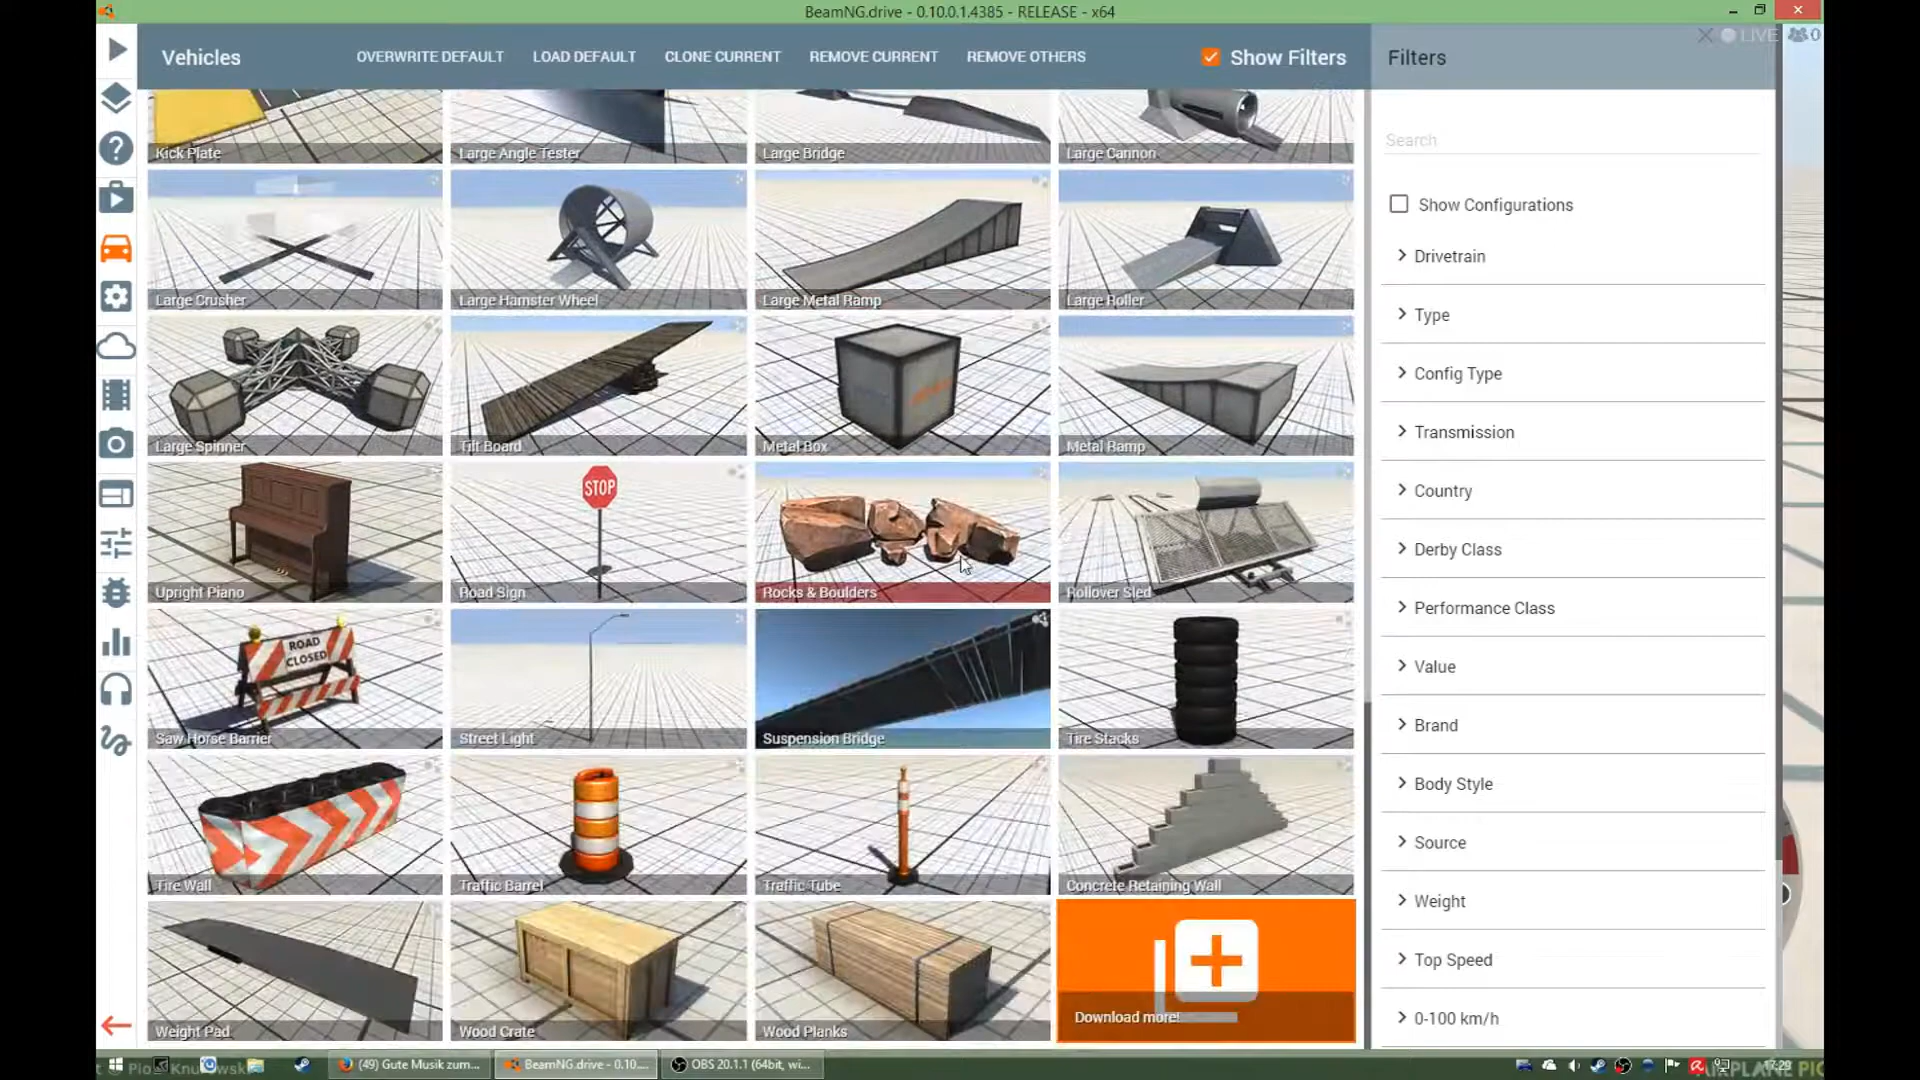 BeamNG.drive - 0.10.0.1.4385 - RELEASE - x64
Vehicles
OVERWRITE DEFAULT
LOAD DEFAULT
CLONE CURRENT
REMOVE CURRENT
REMOVE OTHERS
Show Filters
Filters
LIVE
0
Kick Plate
Large Angle Tester
Large Bridge
Large Cannon
Large Crusher
Large Hamster Wheel
Large Metal Ramp
Large Roller
Large Spinner
Tilt Board
Metal Box
Metal Ramp
STOP
Upright Piano
Road Sign
Rocks & Boulders
Rollover Sled
ROAD
CLOSED
Saw Horse Barrier
Street Light
Suspension Bridge
Tire Stacks
Tire Wall
Traffic Barrel
Traffic Tube
Concrete Retaining Wall
Weight Pad
Wood Crate
Wood Planks
Download more!
Search
Show Configurations
Drivetrain
Type
Config Type
Transmission
Country
Derby Class
Performance Class
Value
Brand
Body Style
Source
Weight
Top Speed
0-100 km/h
(49) Gute Musik zum...
BeamNG.drive - 0.10....
OBS 20.1.1 (64bit, wi...
17:29